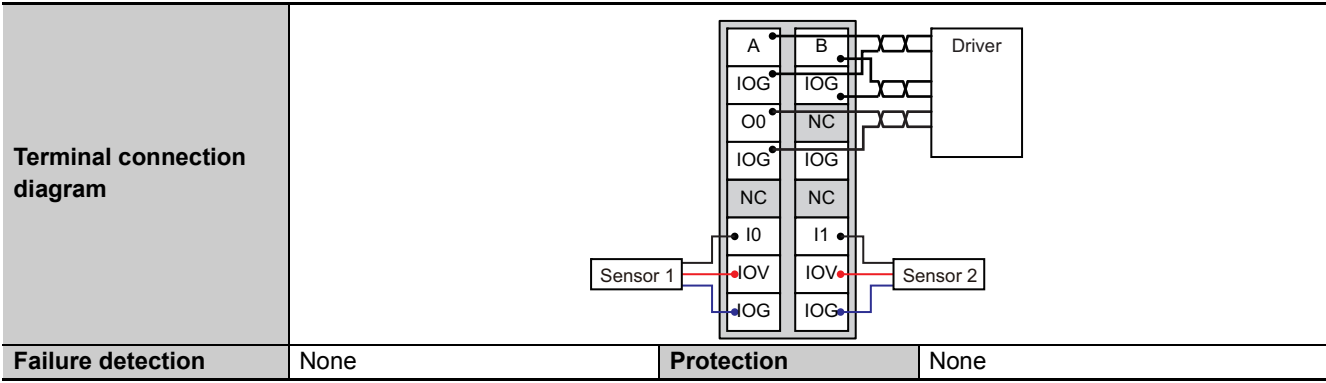 Terminal connection
diagram
A B Driver
IOG IOG
O0 NC
IOG IOG
NC NC
I0 I1
Sensor 1 IOV IOV Sensor 2
IOG IOG
Failure detection None Protection None